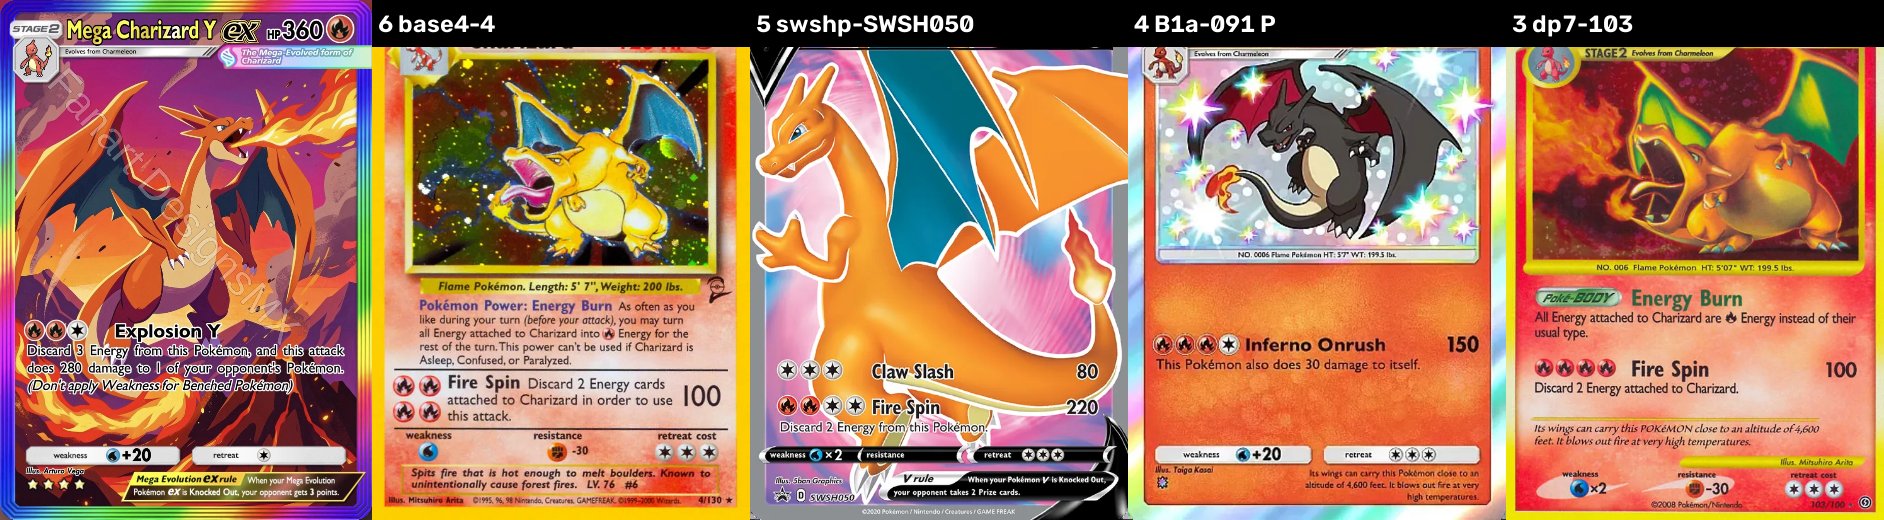 STAGE2 Mega Charizard Y ex HP360
Evolves from Charmeleon
The Mega-Evolved form of
Charizard
FanartDesignsM
Explosion Y
Discard 3 Energy from this Pokémon, and this attack
does 280 damage to 1 of your opponent's Pokémon.
(Don't apply Weakness for Benched Pokémon)
weakness +20 retreat
Illus. Arturo Vega
Mega Evolution ex rule When your Mega Evolution
Pokémon ex is Knocked Out, your opponent gets 3 points.
6 base4-4
Flame Pokémon. Length: 5' 7", Weight: 200 lbs.
Pokémon Power: Energy Burn As often as you
like during your turn (before your attack), you may turn
all Energy attached to Charizard into Energy for the
rest of the turn. This power can't be used if Charizard is
Asleep, Confused, or Paralyzed.
Fire Spin Discard 2 Energy cards
attached to Charizard in order to use
this attack.
100
weakness resistance retreat cost
-30
Spits fire that is hot enough to melt boulders. Known to
unintentionally cause forest fires. LV. 76 #6
Illus. Mitsuhiro Arita ©1995, 96, 98 Nintendo, Creatures, GAMEFREAK. ©1999-2000 Wizards. 4/130 ★
5 swshp-SWSH050
Claw Slash 80
Fire Spin 220
Discard 2 Energy from this Pokémon.
weakness ×2 resistance retreat
Illus. 5ban Graphics
D SWSH050
V rule When your Pokémon V is Knocked Out,
your opponent takes 2 Prize cards.
©2020 Pokémon / Nintendo / Creatures / GAME FREAK
4 B1a-091 P
Evolves from Charmeleon
NO. 0006 Flame Pokémon HT: 5'7" WT: 199.5 lbs.
Inferno Onrush 150
This Pokémon also does 30 damage to itself.
weakness +20 retreat
Illus. Taiga Kasai
Its wings can carry this Pokémon close to an
altitude of 4,600 feet. It blows out fire at very
high temperatures.
3 dp7-103
STAGE2 Evolves from Charmeleon
NO. 006 Flame Pokémon HT: 5'07" WT: 199.5 lbs.
Poké-BODY Energy Burn
All Energy attached to Charizard are Energy instead of their
usual type.
Fire Spin 100
Discard 2 Energy attached to Charizard.
Its wings can carry this POKéMON close to an altitude of 4,600
feet. It blows out fire at very high temperatures.
Illus. Mitsuhiro Arita
weakness resistance retreat cost
×2 -30
©2008 Pokémon/Nintendo 103/100